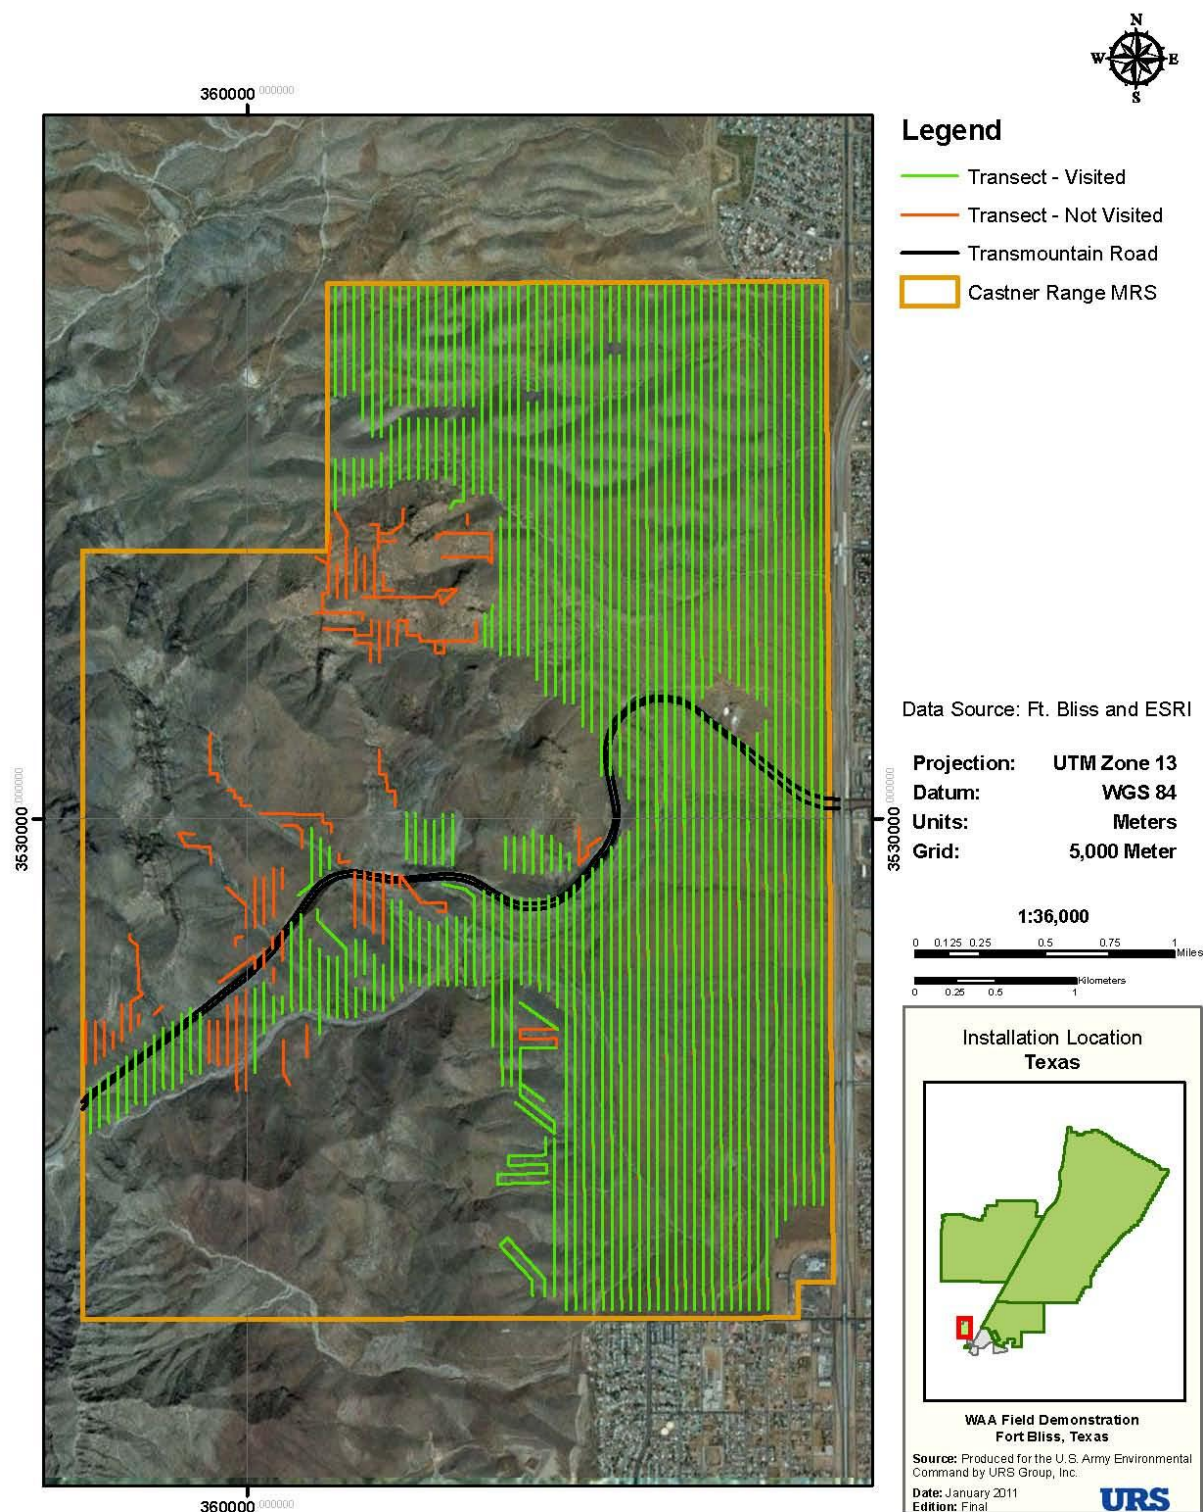 N
W E
S
360000.000000
Legend
Transect - Visited
Transect - Not Visited
Transmountain Road
Castner Range MRS
3530000.000000
3530000.000000
Data Source: Ft. Bliss and ESRI
Projection: UTM Zone 13
Datum: WGS 84
Units: Meters
Grid: 5,000 Meter
1:36,000
0 0.125 0.25 0.5 0.75 1
Miles
Kilometers
0 0.25 0.5 1
Installation Location
Texas
WAA Field Demonstration
Fort Bliss, Texas
Source: Produced for the U.S. Army Environmental
Command by URS Group, Inc.
Date: January 2011
Edition: Final
URS
360000.000000